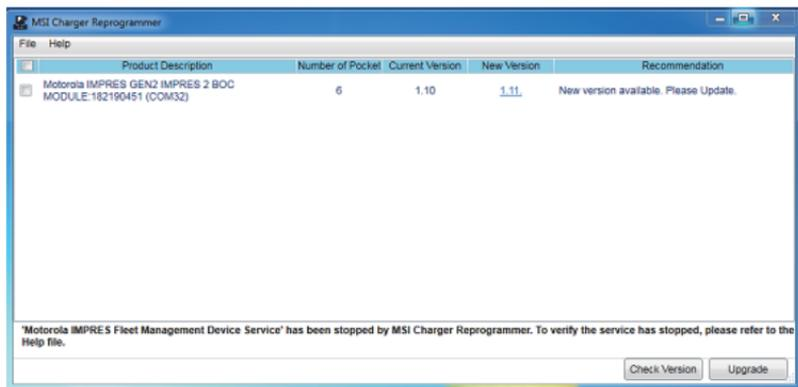 MSI Charger Reprogrammer
File Help
Product Description Number of Pocket Current Version New Version Recommendation
Motorola IMPRES GEN2 IMPRES 2 BOC
MODULE:182190451 (COM32) 6 1.10 1.11. New version available. Please Update.
'Motorola IMPRES Fleet Management Device Service' has been stopped by MSI Charger Reprogrammer. To verify the service has stopped, please refer to the
Help file.
Check Version Upgrade